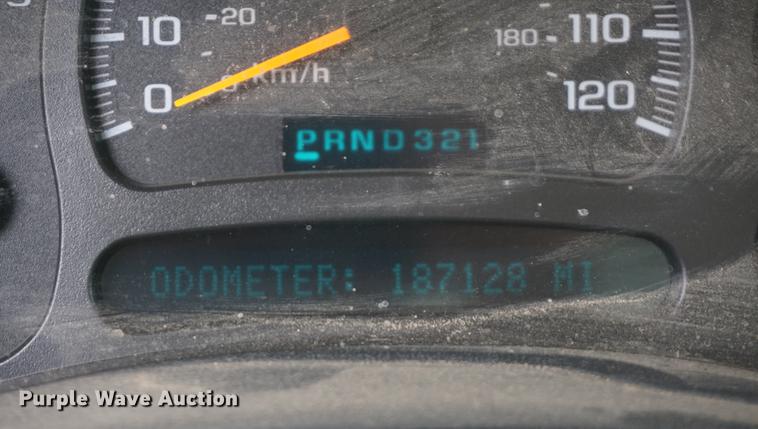 10
20
180
110
0
km/h
120
PRND321
ODOMETER: 187128 MI
Purple Wave Auction